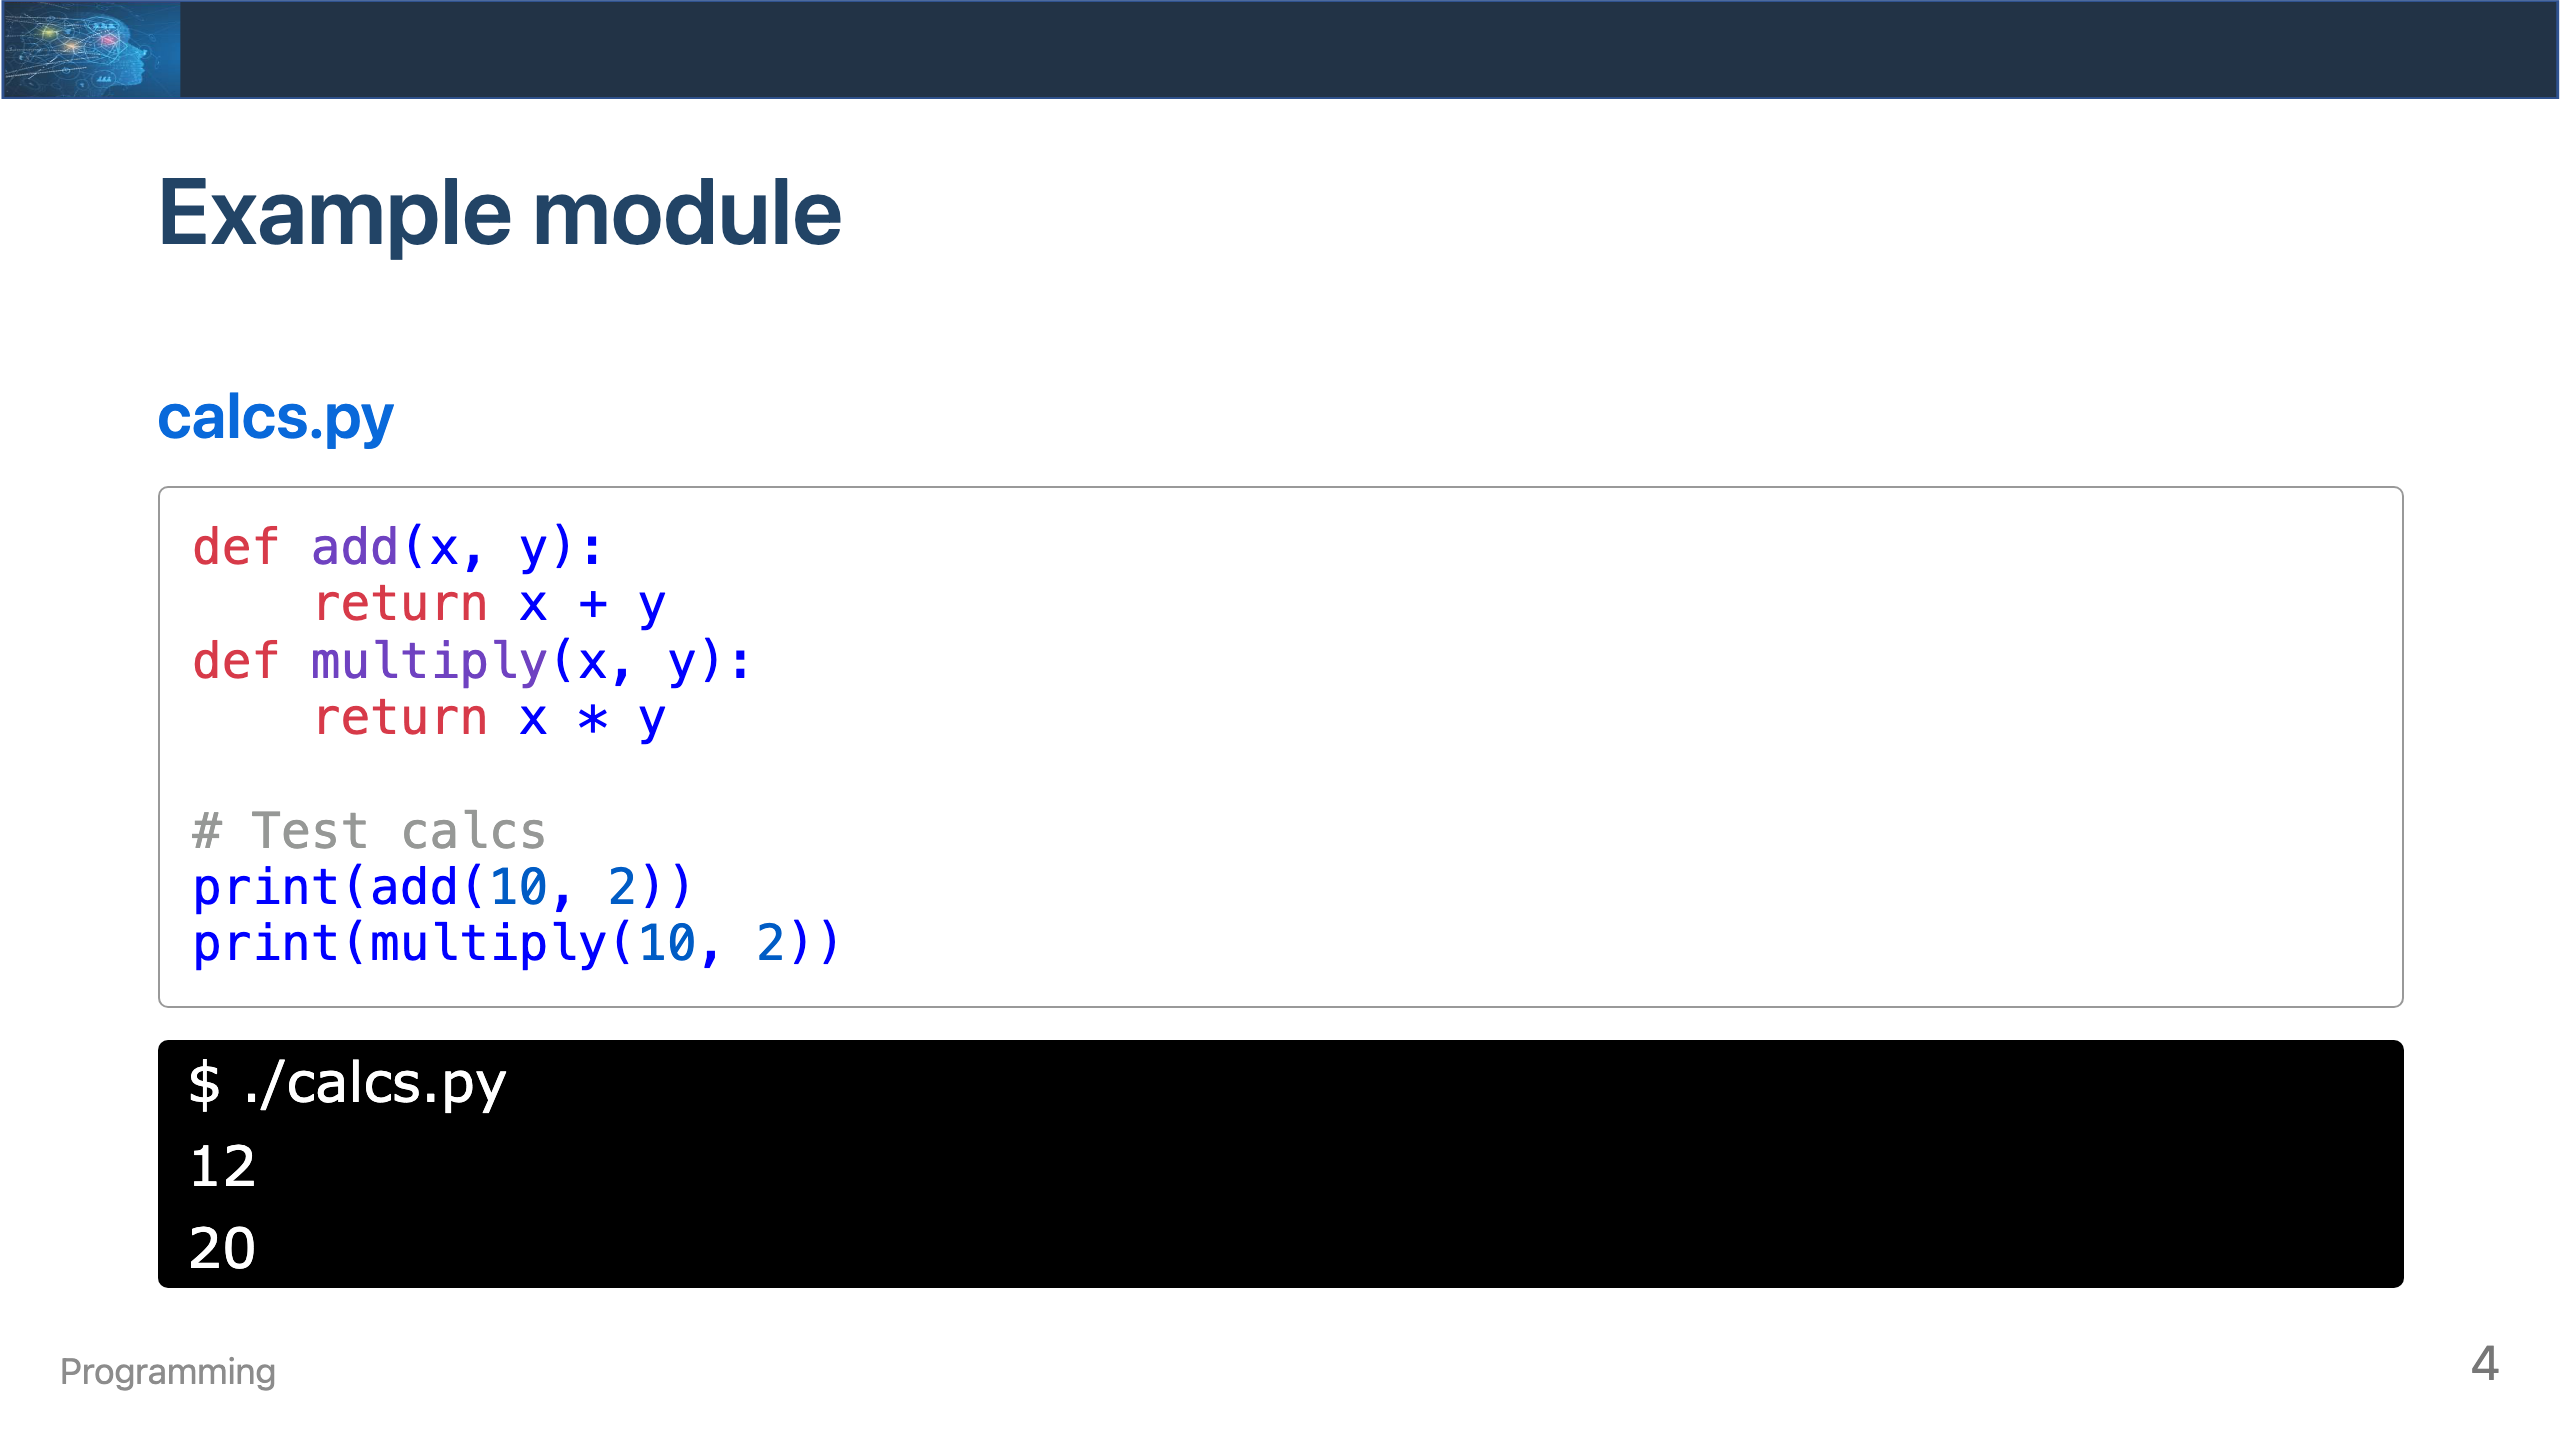 Example module
calcs.py
def add(x, y):
    return x + y
def multiply(x, y):
    return x * y
# Test calcs
print(add(10, 2))
print(multiply(10, 2))
$ ./calcs.py
12
20
Programming
4